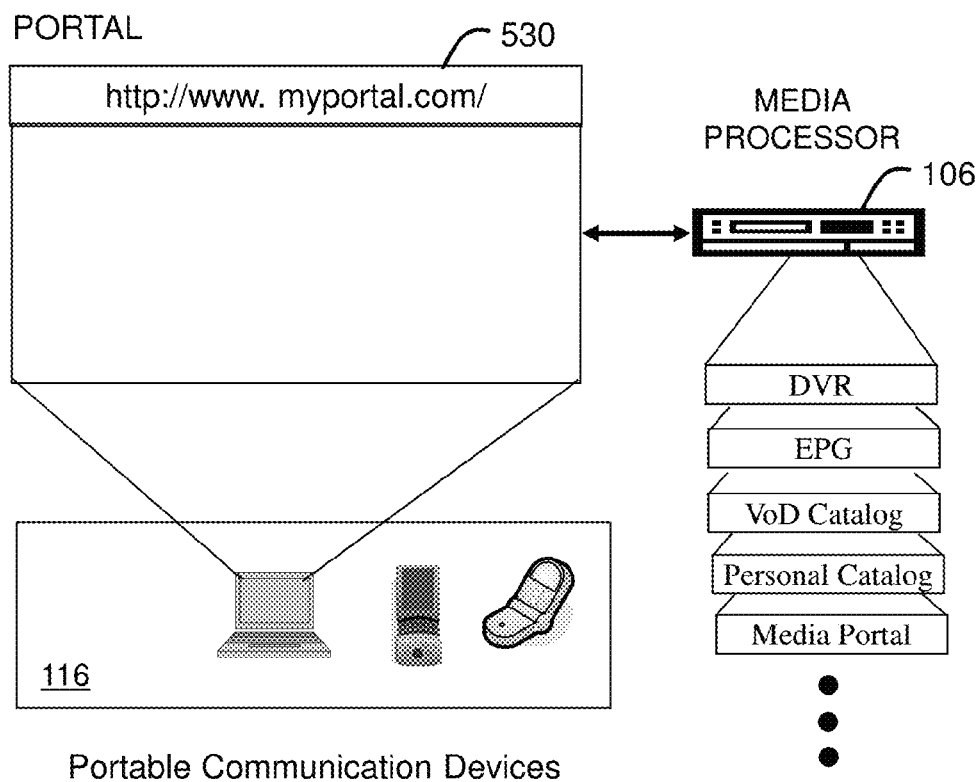 PORTAL
530
http://www. myportal.com/
MEDIA
PROCESSOR
106
DVR
EPG
VoD Catalog
Personal Catalog
Media Portal
116
Portable Communication Devices